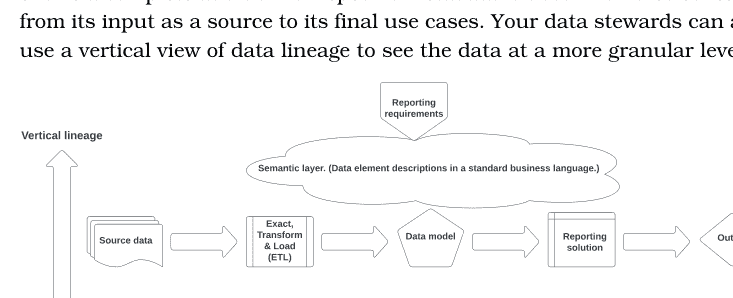 from its input as a source to its final use cases. Your data stewards can
use a vertical view of data lineage to see the data at a more granular
Reporting
requirements
Vertical lineage
Semantic layer. (Data element descriptions in a standard business language.)
Source data
Exact,
Transform
& Load
(ETL)
Data model
Reporting
solution